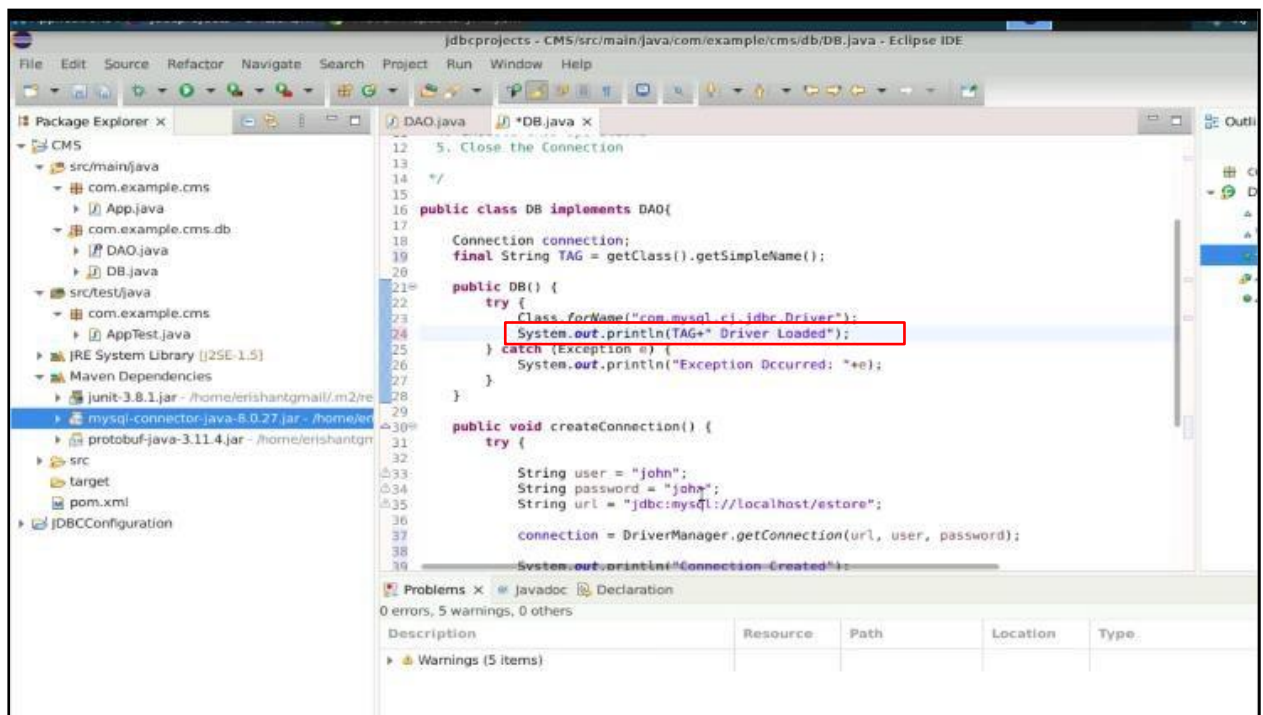 jdbcprojects - CMS/src/main/java/com/example/cms/db/DB.java - Eclipse IDE
File Edit Source Refactor Navigate Search Project Run Window Help
Package Explorer
CMS
src/main/java
com.example.cms
App.java
com.example.cms.db
DAO.java
DB.java
src/test/java
com.example.cms
AppTest.java
JRE System Library [J2SE-1.5]
Maven Dependencies
junit-3.8.1.jar - /home/erishantgmail/.m2/re
mysql-connector-java-8.0.27.jar - /home/eri
protobuf-java-3.11.4.jar - /home/erishantgm
src
target
pom.xml
JDBCConfiguration
DAO.java *DB.java
12 5. Close the Connection
13
14 */
15
16 public class DB implements DAO{
17
18 Connection connection;
19 final String TAG = getClass().getSimpleName();
20
21 public DB() {
22 try {
23 Class.forName("com.mysql.cj.jdbc.Driver");
24 System.out.println(TAG+" Driver Loaded");
25 } catch (Exception e) {
26 System.out.println("Exception Occurred: "+e);
27 }
28 }
29
30 public void createConnection() {
31 try {
32
33 String user = "john";
34 String password = "john";
35 String url = "jdbc:mysql://localhost/estore";
36
37 connection = DriverManager.getConnection(url, user, password);
38
39 System.out.println("Connection Created");
Outli
Problems Javadoc Declaration
0 errors, 5 warnings, 0 others
Description Resource Path Location Type
Warnings (5 items)